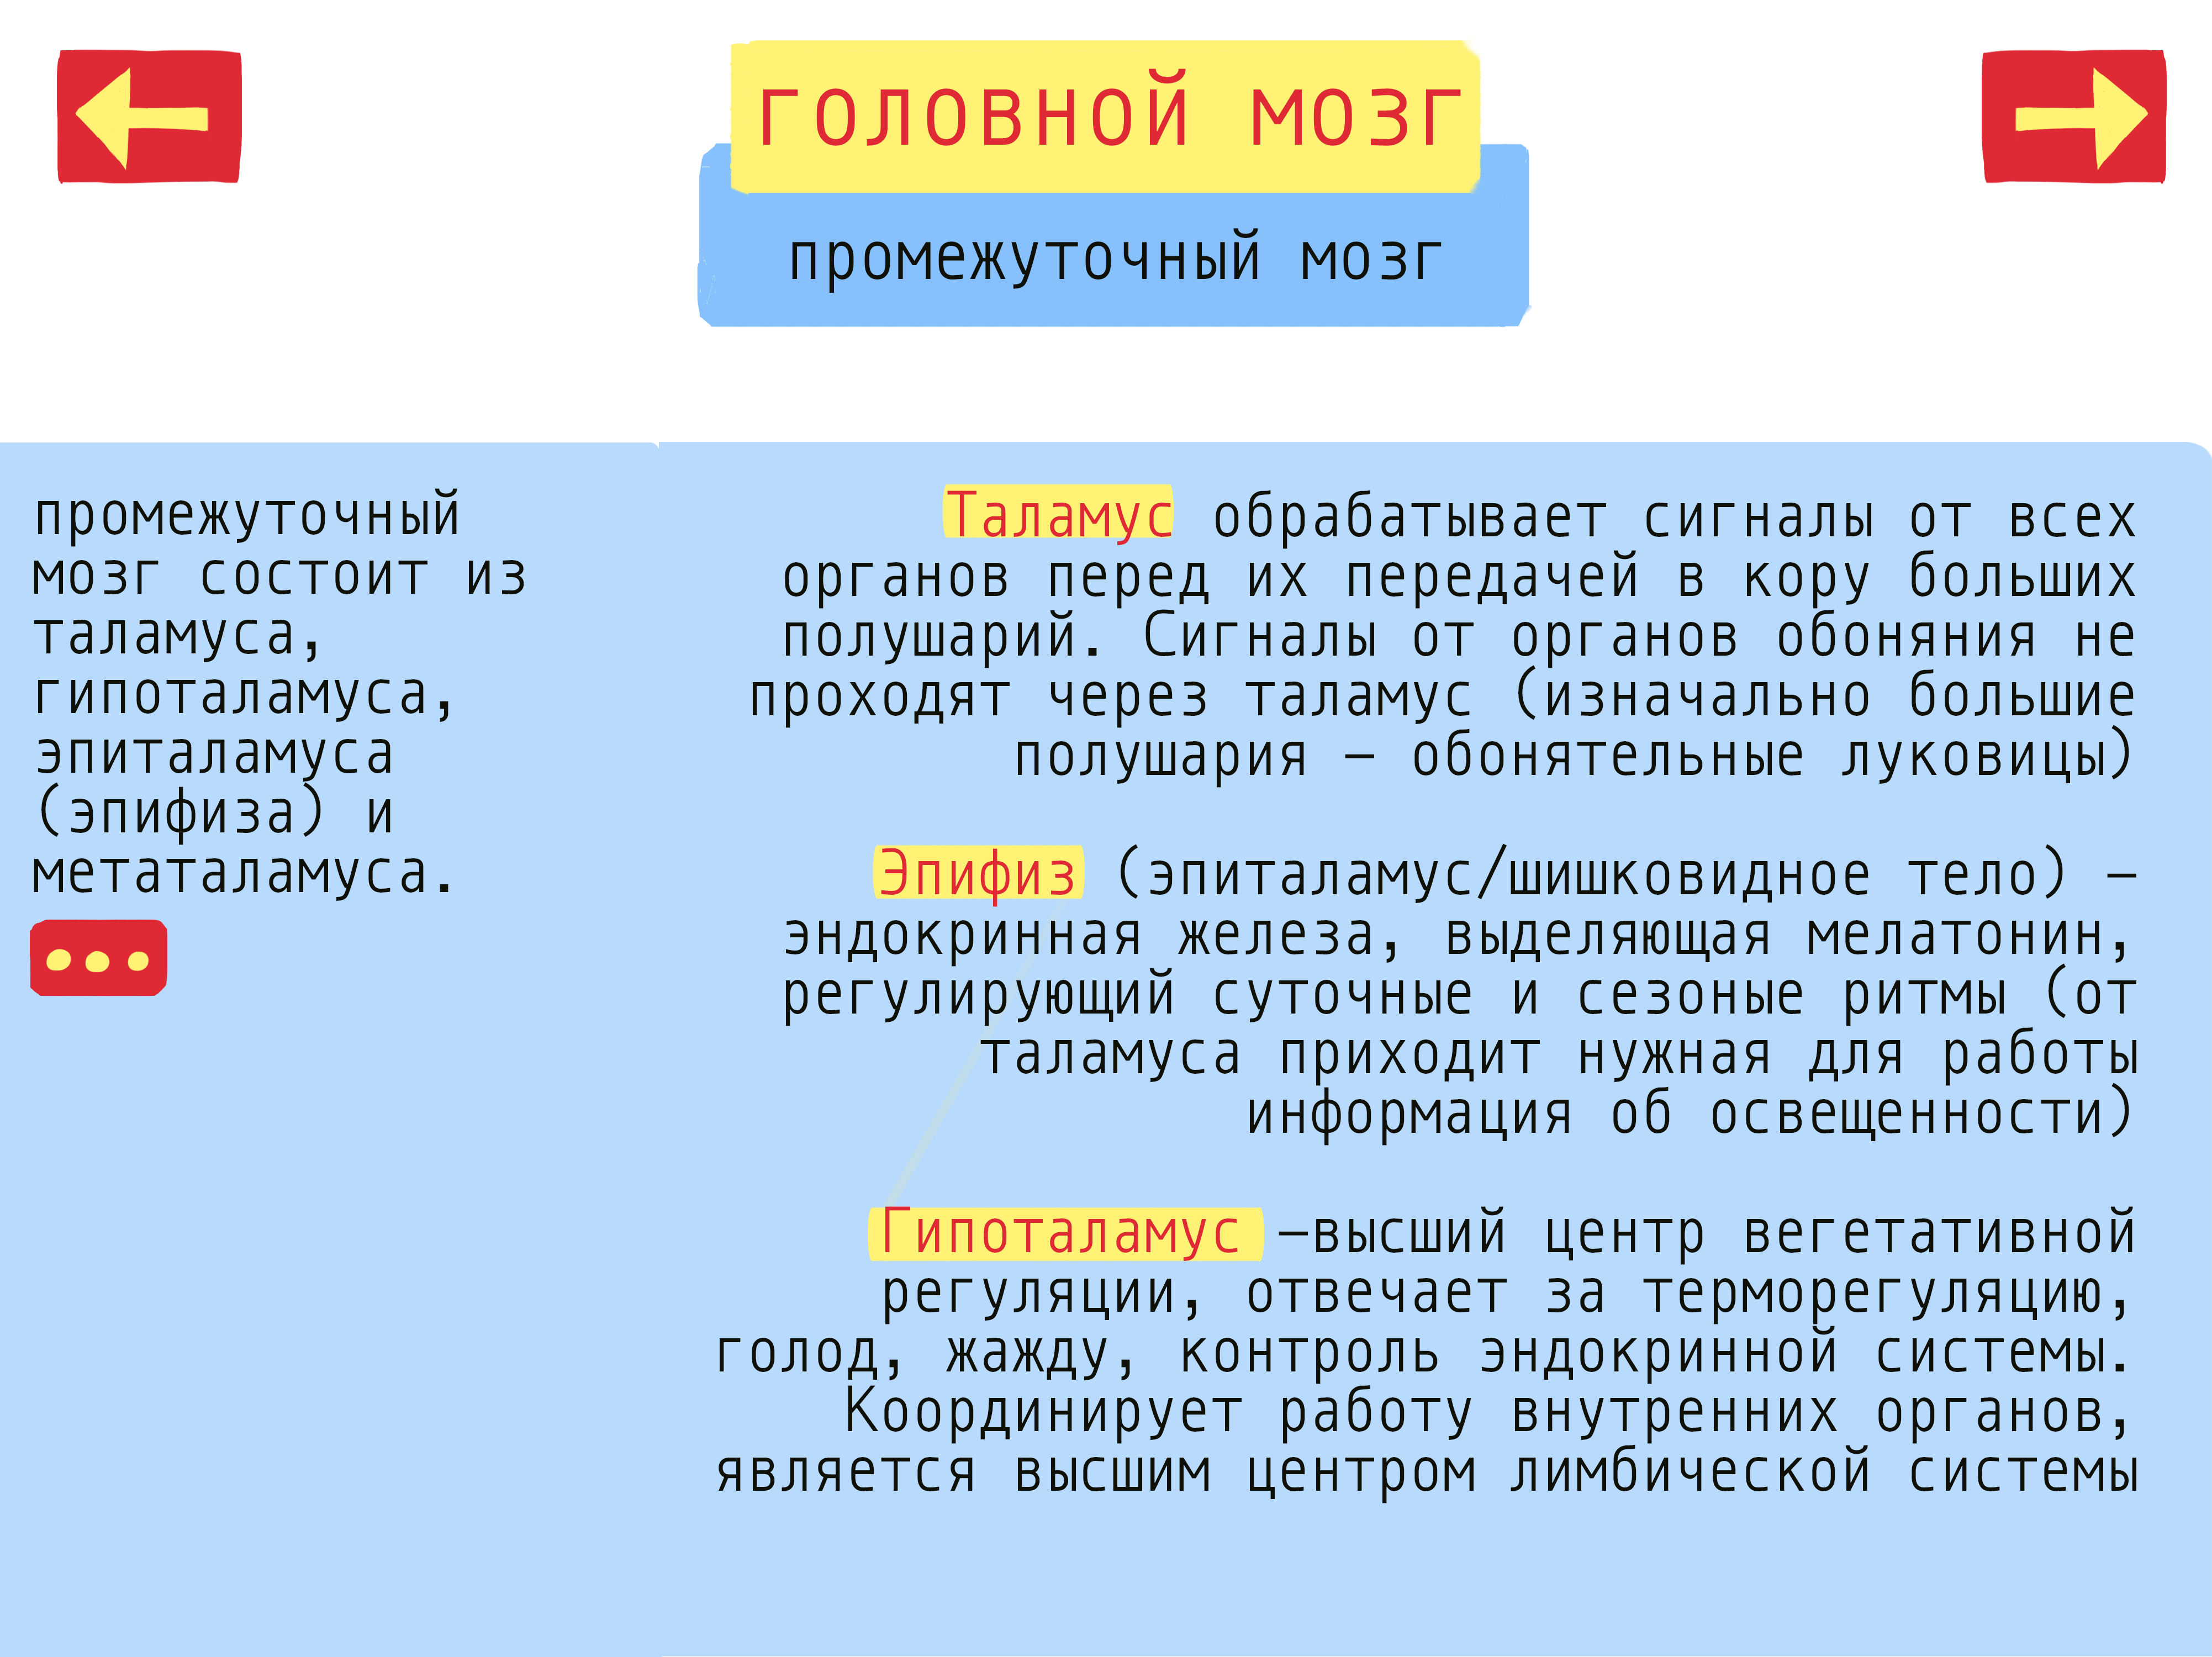 головной мозг
промежуточный мозг
промежуточный
мозг состоит из
таламуса,
гипоталамуса,
эпиталамуса
(эпифиза) и
метаталамуса.
Таламус обрабатывает сигналы от всех
органов перед их передачей в кору больших
полушарий. Сигналы от органов обоняния не
проходят через таламус (изначально большие
полушария – обонятельные луковицы)
Эпифиз (эпиталамус/шишковидное тело) –
эндокринная железа, выделяющая мелатонин,
регулирующий суточные и сезоные ритмы (от
таламуса приходит нужная для работы
информация об освещенности)
Гипоталамус –высший центр вегетативной
регуляции, отвечает за терморегуляцию,
голод, жажду, контроль эндокринной системы.
Координирует работу внутренних органов,
является высшим центром лимбической системы